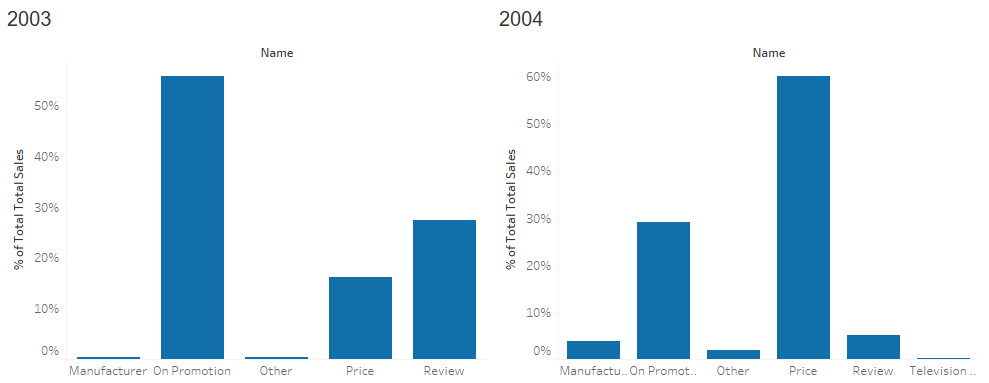 2003
Name
% of Total Total Sales
50%
40%
30%
20%
10%
0%
Manufacturer On Promotion Other Price Review
2004
Name
% of Total Total Sales
60%
50%
40%
30%
20%
10%
0%
Manufactu.. On Promot.. Other Price Review Television ..